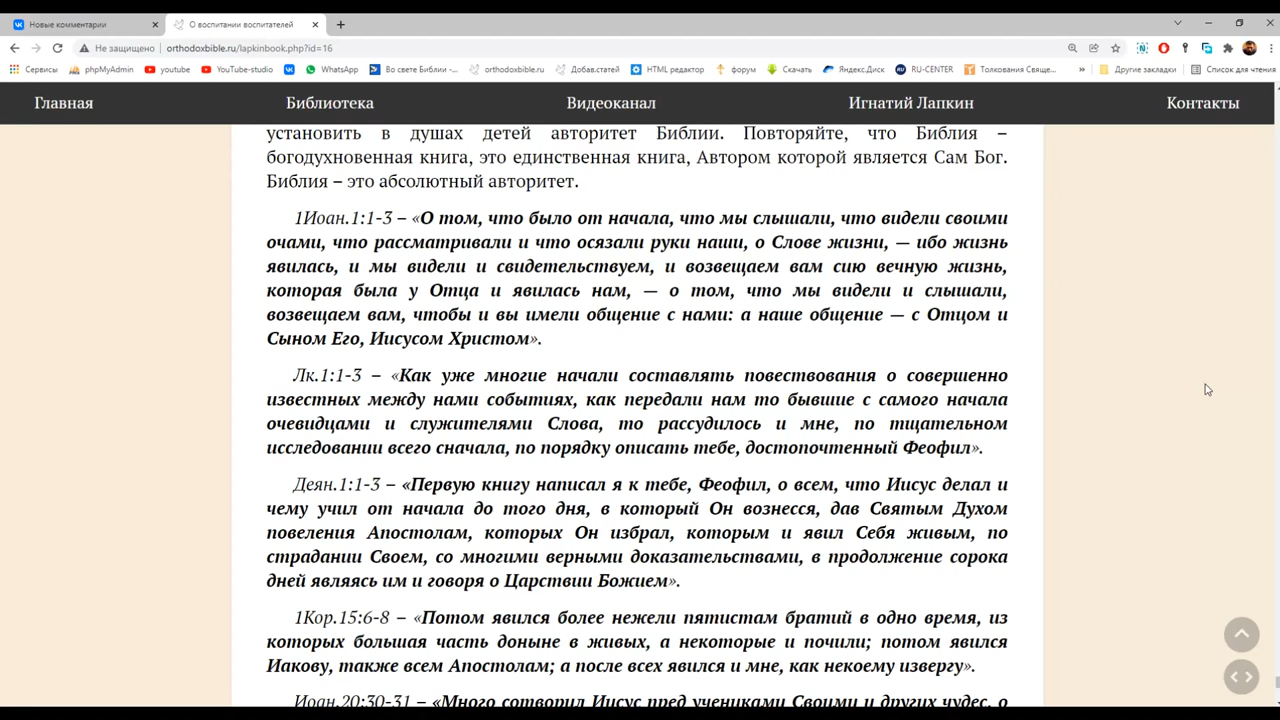 Новые комментарии
О воспитании воспитателей
Не защищено
orthodoxbible.ru/lapkinbook.php?id=16
Сервисы phpMyAdmin youtube YouTube-studio WhatsApp Во свете Библии -... orthodoxbible.ru Добав.статей HTML редактор форум Скачать Яндекс.Диск RU-CENTER Толкования Свяще... » Другие закладки Список для чтения
Главная Библиотека Видеоканал Игнатий Лапкин Контакты
установить в душах детей авторитет Библии. Повторяйте, что Библия –
богодухновенная книга, это единственная книга, Автором которой является Сам Бог.
Библия – это абсолютный авторитет.
1Иоан.1:1-3 – «О том, что было от начала, что мы слышали, что видели своими
очами, что рассматривали и что осязали руки наши, о Слове жизни, — ибо жизнь
явилась, и мы видели и свидетельствуем, и возвещаем вам сию вечную жизнь,
которая была у Отца и явилась нам, — о том, что мы видели и слышали,
возвещаем вам, чтобы и вы имели общение с нами: а наше общение — с Отцом и
Сыном Его, Иисусом Христом».
Лк.1:1-3 – «Как уже многие начали составлять повествования о совершенно
известных между нами событиях, как передали нам то бывшие с самого начала
очевидцами и служителями Слова, то рассудилось и мне, по тщательном
исследовании всего сначала, по порядку описать тебе, достопочтенный Феофил».
Деян.1:1-3 – «Первую книгу написал я к тебе, Феофил, о всем, что Иисус делал и
чему учил от начала до того дня, в который Он вознесся, дав Святым Духом
повеления Апостолам, которых Он избрал, которым и явил Себя живым, по
страдании Своем, со многими верными доказательствами, в продолжение сорока
дней являясь им и говоря о Царствии Божием».
1Кор.15:6-8 – «Потом явился более нежели пятистам братий в одно время, из
которых большая часть доныне в живых, а некоторые и почили; потом явился
Иакову, также всем Апостолам; а после всех явился и мне, как некоему извергу».
Иоан.20:30-31 – «Много сотворил Иисус пред учениками Своими и других чудес, о